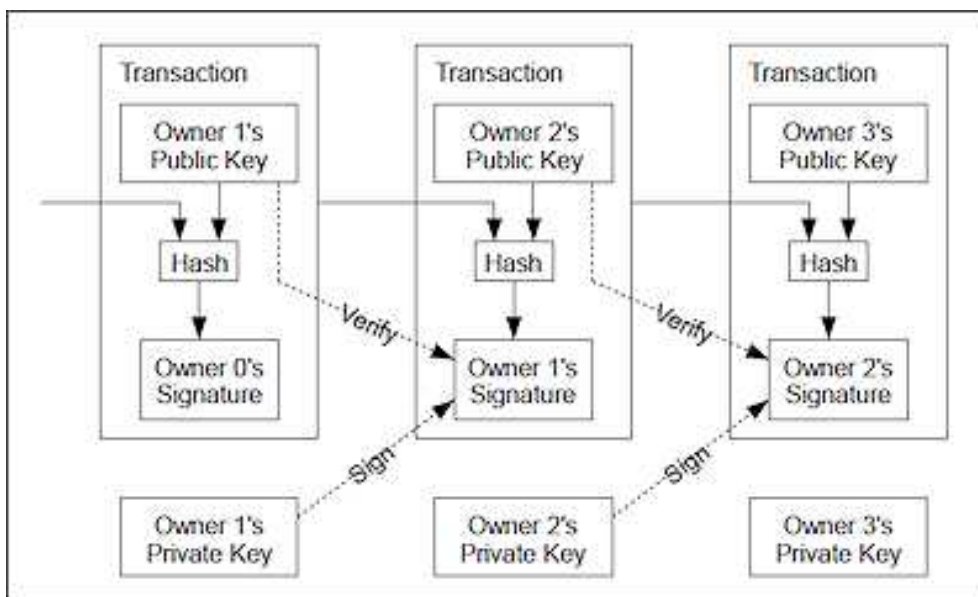 Transaction
Owner 1's
Public Key
Hash
Owner 0's
Signature
Transaction
Owner 2's
Public Key
Hash
Verify
Owner 1's
Signature
Transaction
Owner 3's
Public Key
Hash
Verify
Owner 2's
Signature
Sign
Sign
Owner 1's
Private Key
Owner 2's
Private Key
Owner 3's
Private Key